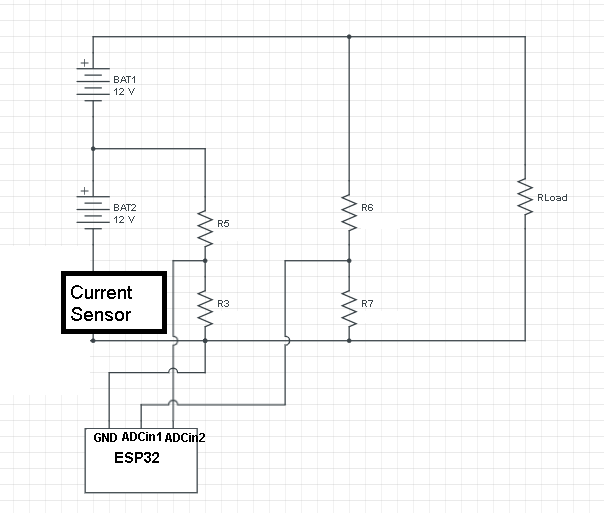 +
BAT1
12 V
+
BAT2
12 V
R5
R6
RLoad
Current
Sensor
R3
R7
GND ADCin1 ADCin2
ESP32